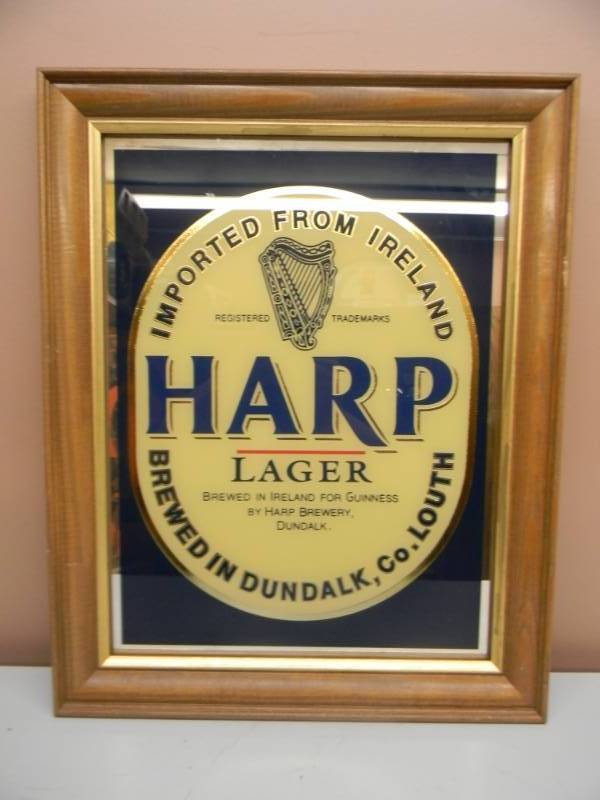 IMPORTED FROM IRELAND
REGISTERED TRADEMARKS
HARP
LAGER
BREWED IN IRELAND FOR GUINNESS
BY HARP BREWERY,
DUNDALK.
BREWED IN DUNDALK, Co. LOUTH